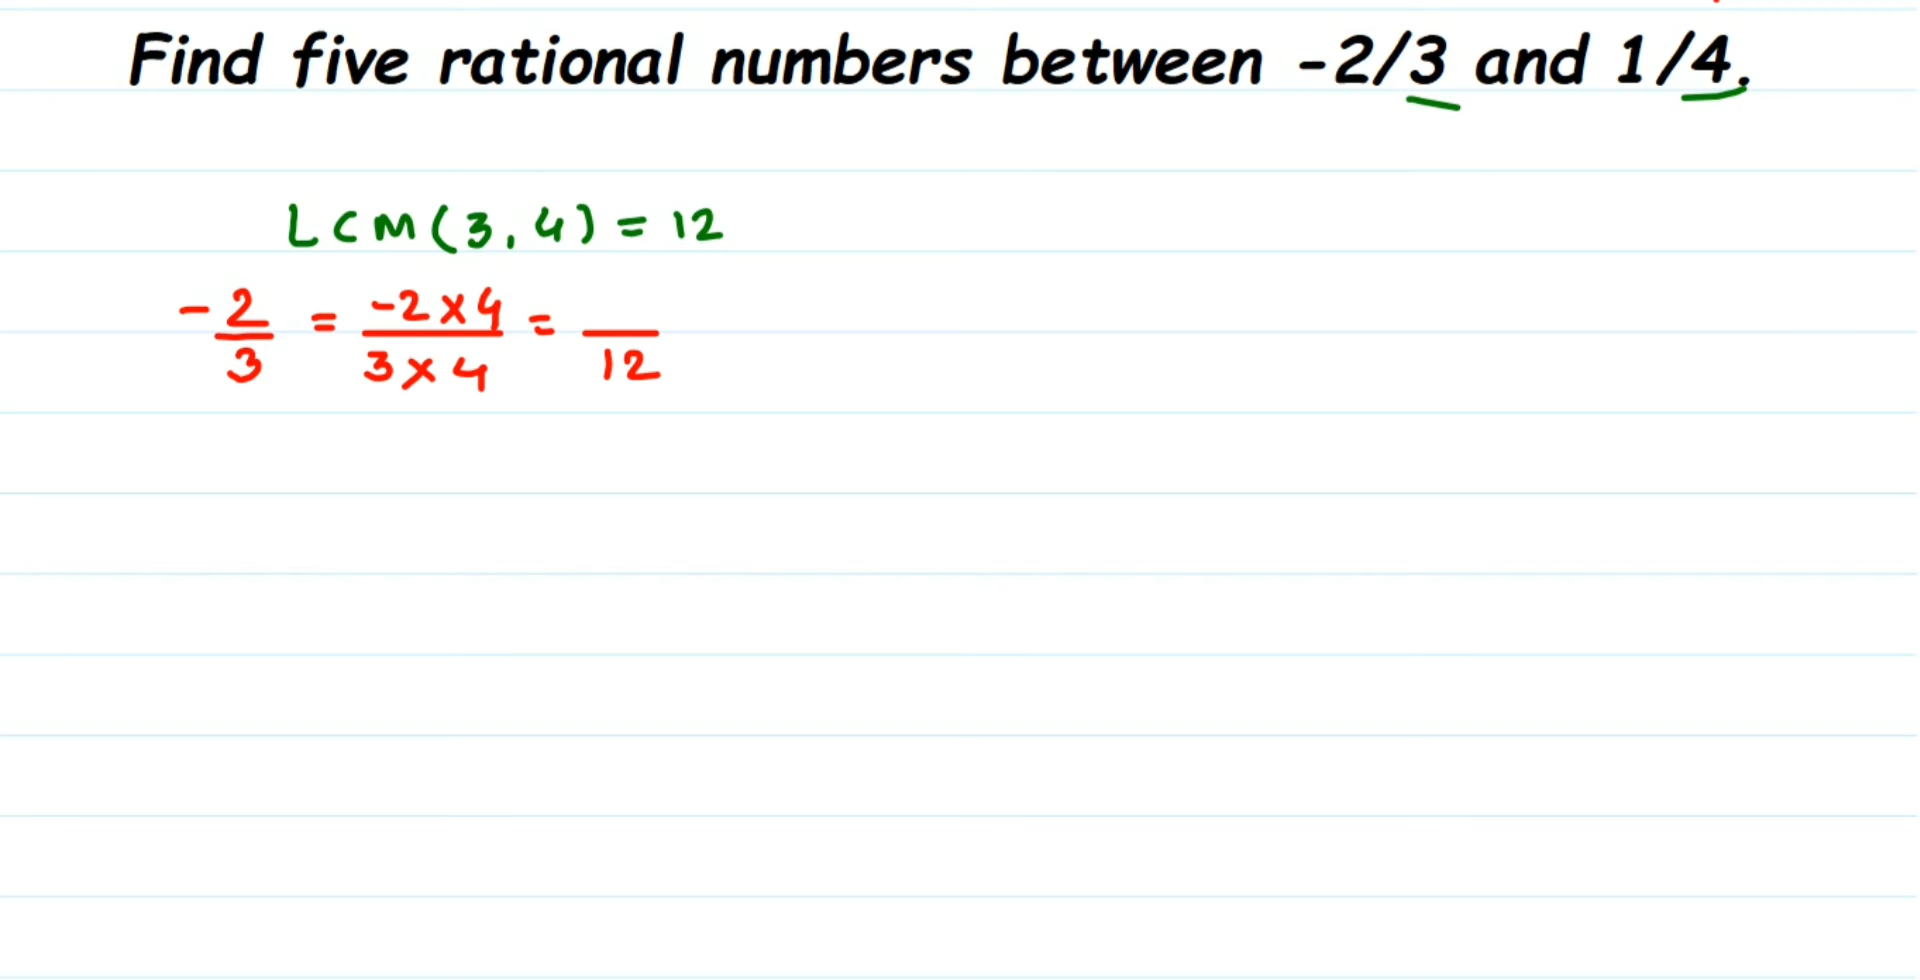 Find five rational numbers between -2/3 and 1/4.
LCM(3,4) = 12
-2/3 = -2×4/3×4 = /12